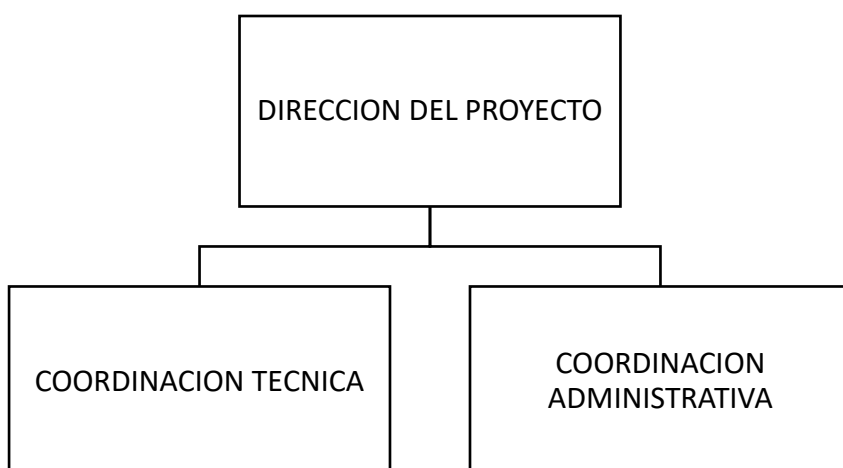 DIRECCION DEL PROYECTO
COORDINACION TECNICA
COORDINACION
ADMINISTRATIVA